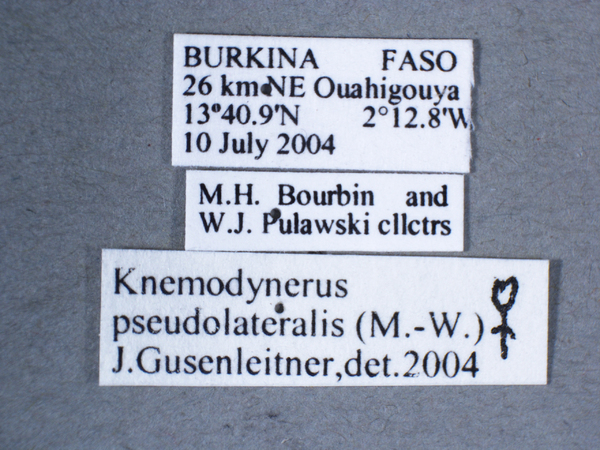 BURKINA FASO
26 km NE Ouahigouya
13°40.9'N 2°12.8'W
10 July 2004
M.H. Bourbin and
W.J. Pulawski cllctrs
Knemodynerus
pseudolateralis (M.-W.) ♀
J.Gusenleitner,det.2004